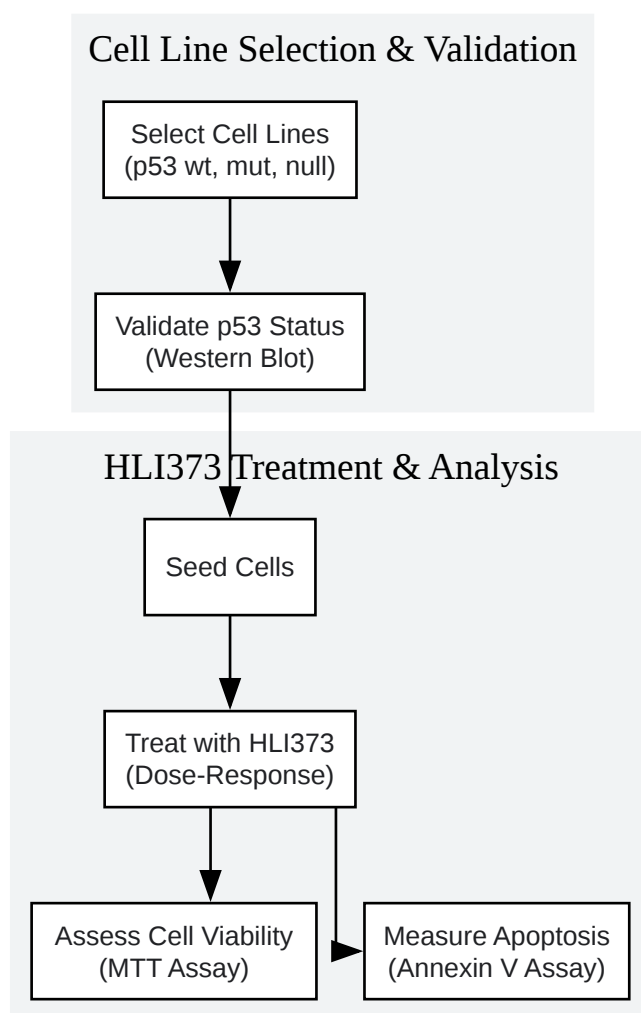 Cell Line Selection & Validation
Select Cell Lines
(p53 wt, mut, null)
Validate p53 Status
(Western Blot)
HLI373 Treatment & Analysis
Seed Cells
Treat with HLI373
(Dose-Response)
Assess Cell Viability
(MTT Assay)
Measure Apoptosis
(Annexin V Assay)